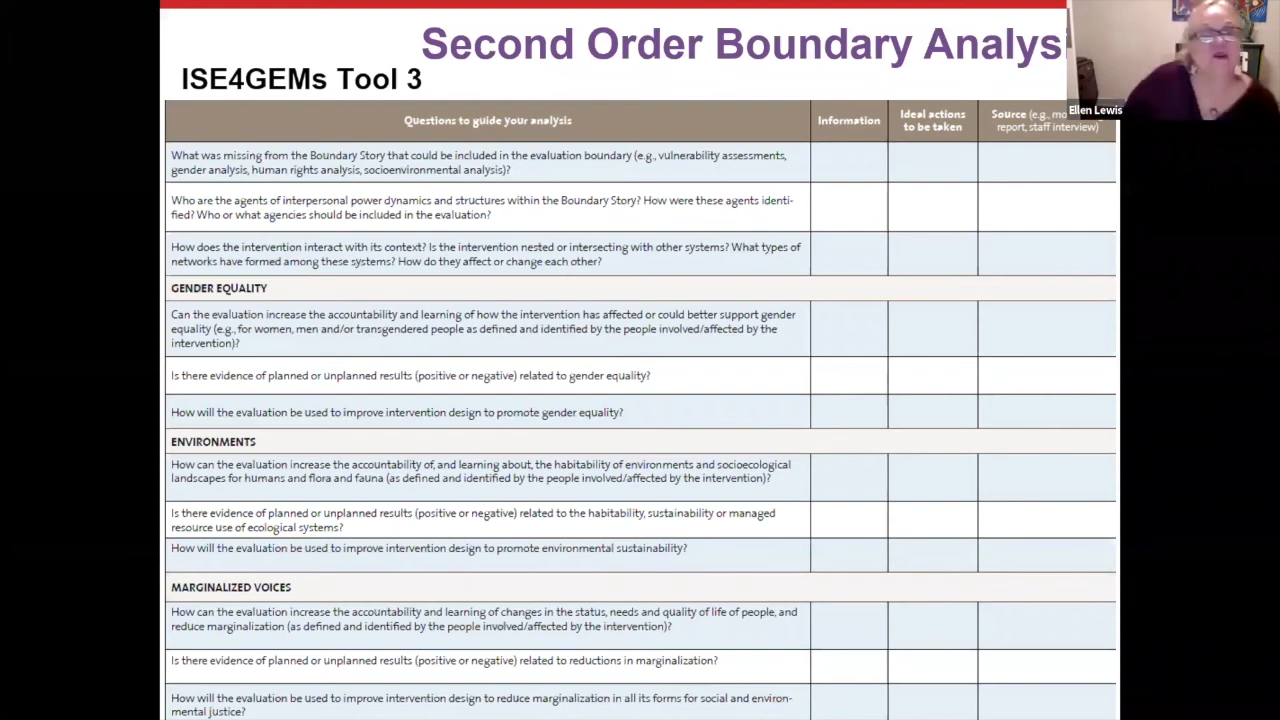 Second Order Boundary Analys
ISE4GEMs Tool 3
Ellen Lewis
Questions to guide your analysis
Information
Ideal actions
to be taken
Source (e.g., mo
report, staff interview)
What was missing from the Boundary Story that could be included in the evaluation boundary (e.g., vulnerability assessments,
gender analysis, human rights analysis, socioenvironmental analysis)?
Who are the agents of interpersonal power dynamics and structures within the Boundary Story? How were these agents identi-
fied? Who or what agencies should be included in the evaluation?
How does the intervention interact with its context? Is the intervention nested or intersecting with other systems? What types of
networks have formed among these systems? How do they affect or change each other?
GENDER EQUALITY
Can the evaluation increase the accountability and learning of how the intervention has affected or could better support gender
equality (e.g., for women, men and/or transgendered people as defined and identified by the people involved/affected by the
intervention)?
Is there evidence of planned or unplanned results (positive or negative) related to gender equality?
How will the evaluation be used to improve intervention design to promote gender equality?
ENVIRONMENTS
How can the evaluation increase the accountability of, and learning about, the habitability of environments and socioecological
landscapes for humans and flora and fauna (as defined and identified by the people involved/affected by the intervention)?
Is there evidence of planned or unplanned results (positive or negative) related to the habitability, sustainability or managed
resource use of ecological systems?
How will the evaluation be used to improve intervention design to promote environmental sustainability?
MARGINALIZED VOICES
How can the evaluation increase the accountability and learning of changes in the status, needs and quality of life of people, and
reduce marginalization (as defined and identified by the people involved/affected by the intervention)?
Is there evidence of planned or unplanned results (positive or negative) related to reductions in marginalization?
How will the evaluation be used to improve intervention design to reduce marginalization in all its forms for social and environ-
mental justice?